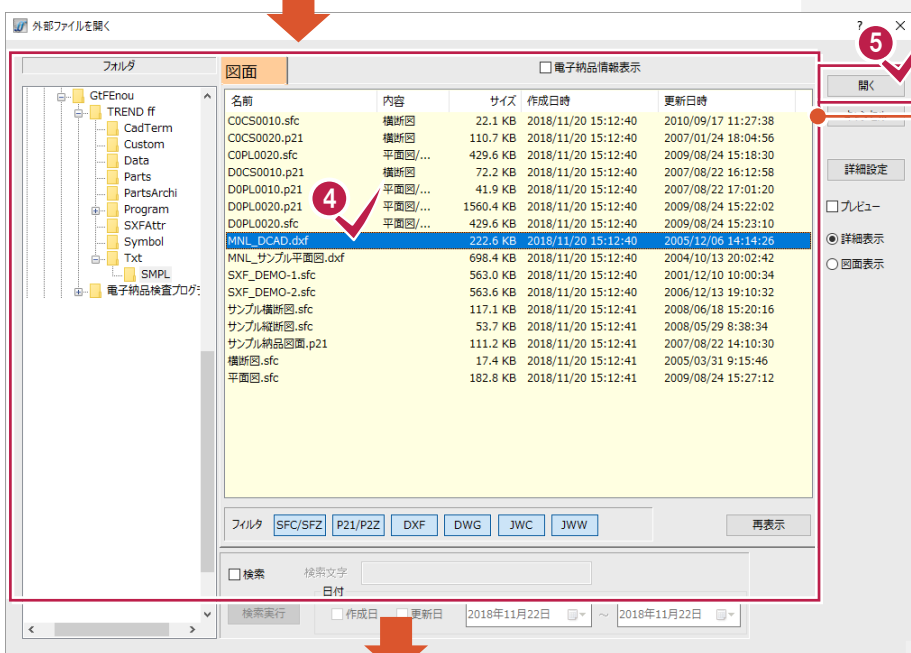 外部ファイルを開く
?
5
フォルダ
図面
電子納品情報表示
開く
GtFEnou
TREND ff
CadTerm
Custom
Data
Parts
PartsArchi
Program
SXFAttr
Symbol
Txt
SMPL
電子納品検査プログ
名前 内容 サイズ 作成日時 更新日時
C0CS0010.sfc 横断図 22.1 KB 2018/11/20 15:12:40 2010/09/17 11:27:38
C0CS0020.p21 横断図 110.7 KB 2018/11/20 15:12:40 2007/01/24 18:04:56
C0PL0020.sfc 平面図/... 429.6 KB 2018/11/20 15:12:40 2009/08/24 15:18:30
D0CS0010.p21 横断図 72.2 KB 2018/11/20 15:12:40 2007/08/22 16:12:58
D0PL0010.p21 平面図/... 41.9 KB 2018/11/20 15:12:40 2007/08/22 17:01:20
D0PL0020.p21 平面図/... 1560.4 KB 2018/11/20 15:12:40 2009/08/24 15:22:02
D0PL0020.sfc 平面図/... 429.6 KB 2018/11/20 15:12:40 2009/08/24 15:23:10
MNL_DCAD.dxf 222.6 KB 2018/11/20 15:12:40 2005/12/06 14:14:26
MNL_サンプル平面図.dxf 698.4 KB 2018/11/20 15:12:40 2004/10/13 20:02:42
SXF_DEMO-1.sfc 563.0 KB 2018/11/20 15:12:40 2001/12/10 10:00:34
SXF_DEMO-2.sfc 563.6 KB 2018/11/20 15:12:40 2006/12/13 19:10:32
サンプル横断図.sfc 117.1 KB 2018/11/20 15:12:41 2008/06/18 15:20:16
サンプル縦断図.sfc 53.7 KB 2018/11/20 15:12:41 2008/05/29 8:38:34
サンプル納品図面.p21 111.2 KB 2018/11/20 15:12:41 2007/08/22 14:10:30
横断図.sfc 17.4 KB 2018/11/20 15:12:41 2005/03/31 9:15:46
平面図.sfc 182.8 KB 2018/11/20 15:12:41 2009/08/24 15:27:12
4
詳細設定
プレビュー
詳細表示
図面表示
フィルタ SFC/SFZ P21/P2Z DXF DWG JWC JWW 再表示
検索 検索文字
日付
検索実行 作成日 更新日 2018年11月22日 ～ 2018年11月22日